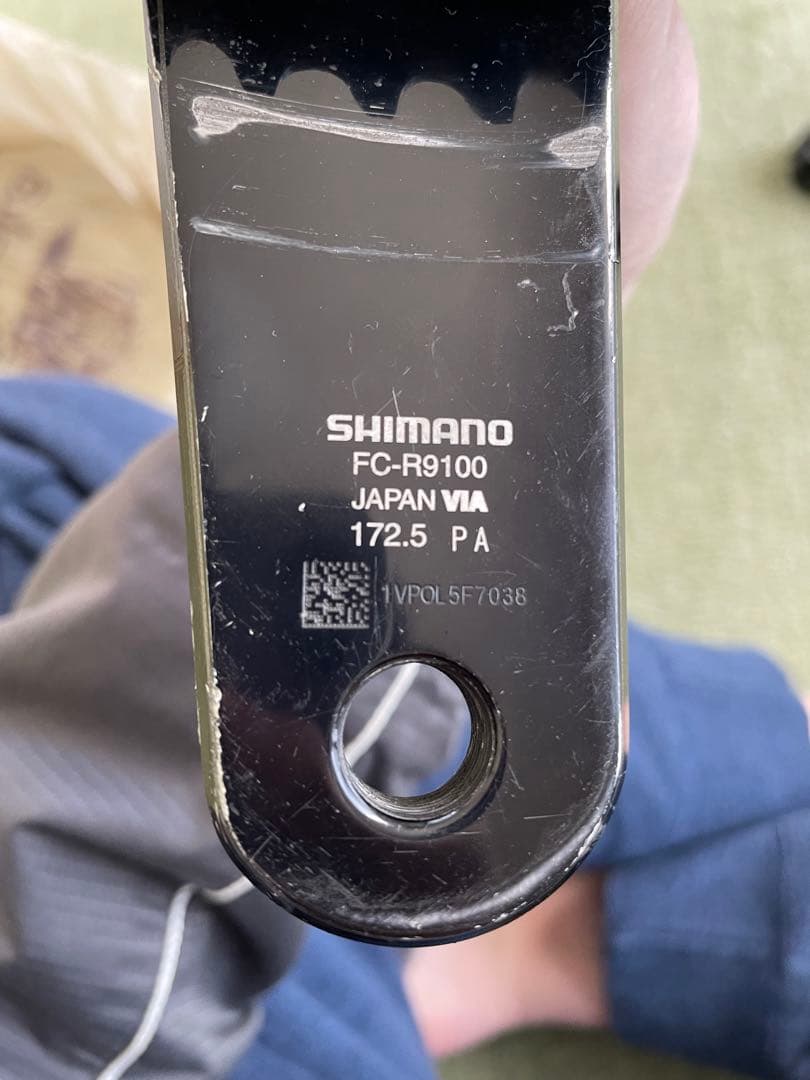 SHIMANO
FC-R9100
JAPAN VIA
172.5 PA
1VPOL5F7038